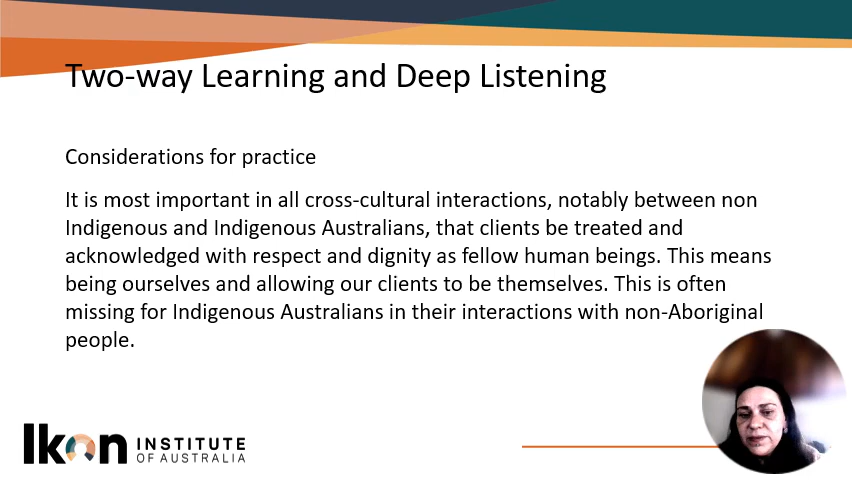 Two-way Learning and Deep Listening
Considerations for practice
It is most important in all cross-cultural interactions, notably between non
Indigenous and Indigenous Australians, that clients be treated and
acknowledged with respect and dignity as fellow human beings. This means
being ourselves and allowing our clients to be themselves. This is often
missing for Indigenous Australians in their interactions with non-Aboriginal
people.
Ikon INSTITUTE
OF AUSTRALIA